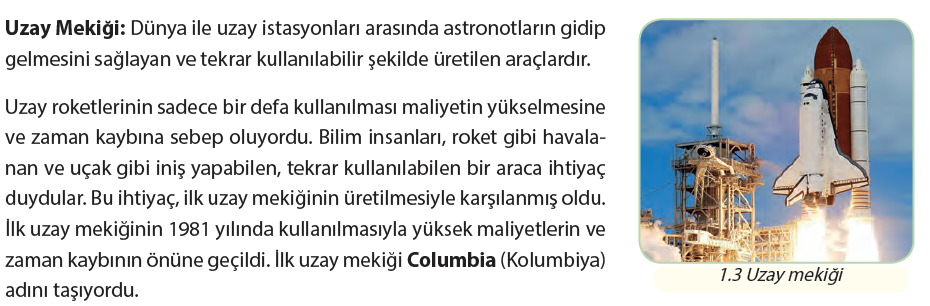 Uzay Mekiği: Dünya ile uzay istasyonları arasında astronotların gidip
gelmesini sağlayan ve tekrar kullanılabilir şekilde üretilen araçlardır.
Uzay roketlerinin sadece bir defa kullanılması maliyetin yükselmesine
ve zaman kaybına sebep oluyordu. Bilim insanları, roket gibi havala-
nan ve uçak gibi iniş yapabilen, tekrar kullanılabilen bir araca ihtiyaç
duydular. Bu ihtiyaç, ilk uzay mekiğinin üretilmesiyle karşılanmış oldu.
İlk uzay mekiğinin 1981 yılında kullanılmasıyla yüksek maliyetlerin ve
zaman kaybının önüne geçildi. İlk uzay mekiği Columbia (Kolumbiya)
adını taşıyordu.
1.3 Uzay mekiği